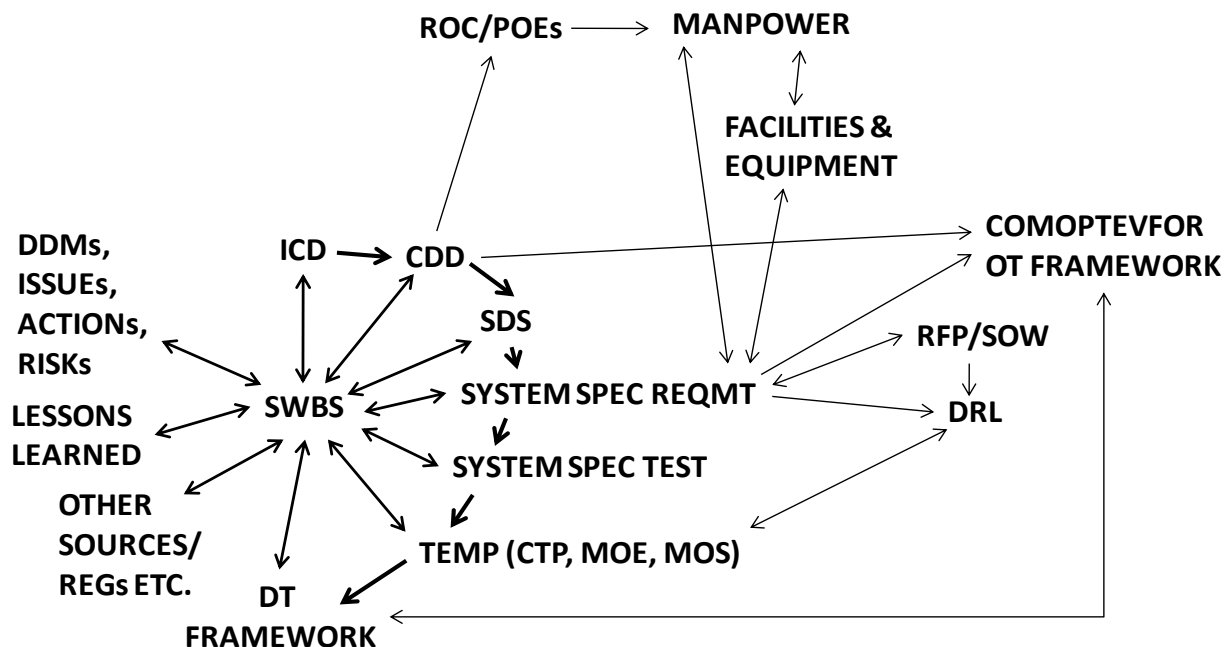 ROC/POEs
MANPOWER
FACILITIES &
EQUIPMENT
COMOPTEVFOR
OT FRAMEWORK
DDMs,
ISSUEs,
ACTIONs,
RISKs
ICD
CDD
SDS
RFP/SOW
SWBS
SYSTEM SPEC REQMT
DRL
LESSONS
LEARNED
SYSTEM SPEC TEST
OTHER
SOURCES/
REGs ETC.
TEMP (CTP, MOE, MOS)
DT
FRAMEWORK